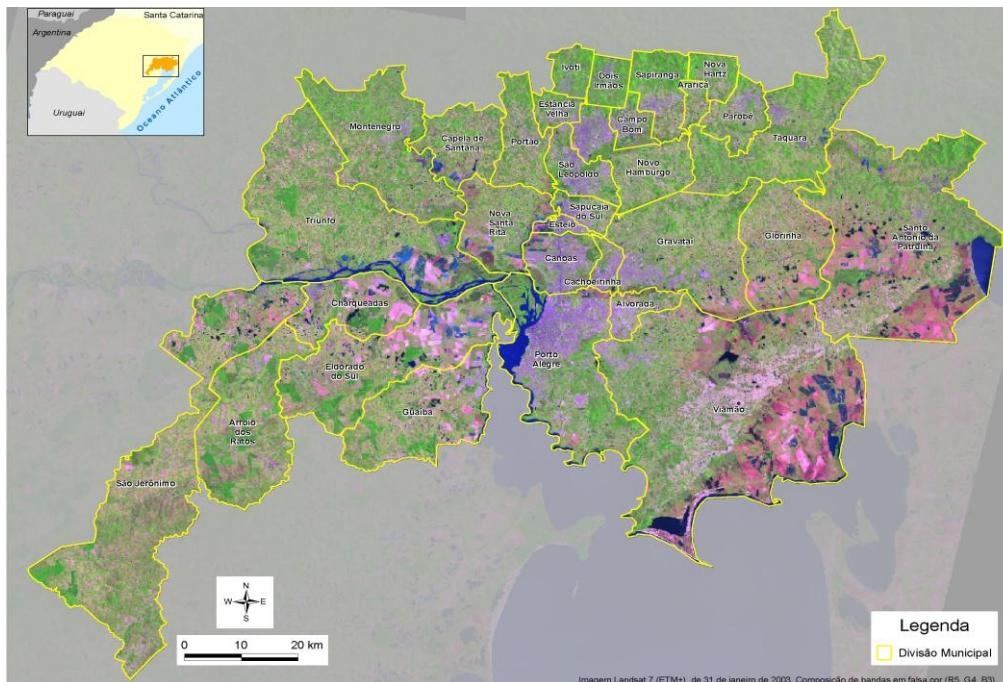 Paraguai
Santa Catarina
Argentina
Uruguai
Oceano Atlântico
Ivoti
Dois
Irmãos
Sapiranga
Nova
Hartz
Araricá
Estância
Velha
Campo
Bom
Parobé
Montenegro
Capela de
Santana
Portão
Taquara
São
Leopoldo
Novo
Hamburgo
Sapucaia
do Sul
Nova
Santa
Rita
Esteio
Triunfo
Gravataí
Glorinha
Santo
Antônio da
Patrulha
Canoas
Cachoeirinha
Charqueadas
Alvorada
Porto
Alegre
Eldorado
do Sul
Guaíba
Viamão
Arroio
dos
Ratos
São Jerônimo
N
W E
S
0 10 20 km
Legenda
Divisão Municipal
Imagem Landsat 7 (ETM+), de 31 de janeiro de 2003. Composição de bandas em falsa cor (R5, G4, B3)